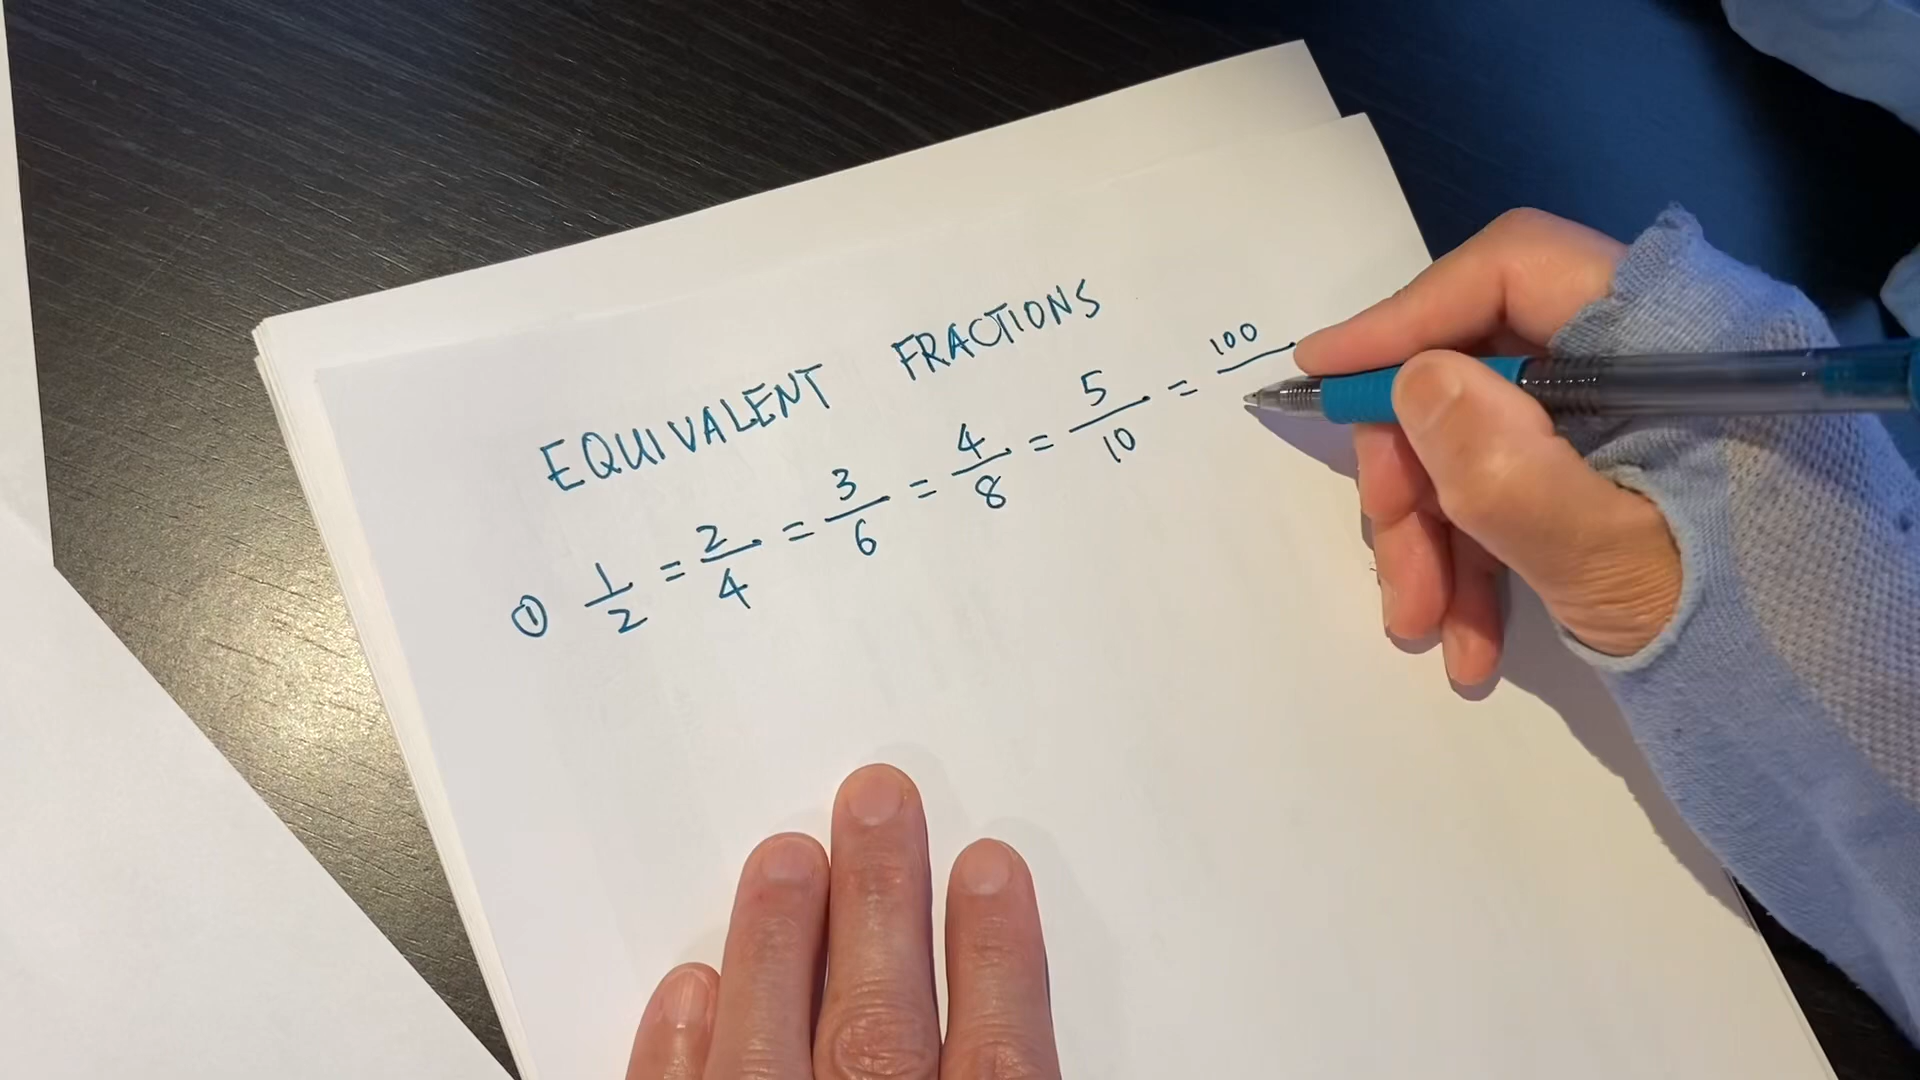 EQUIVALENT FRACTIONS
① 1/2 = 2/4 = 3/6 = 4/8 = 5/10 = 100/